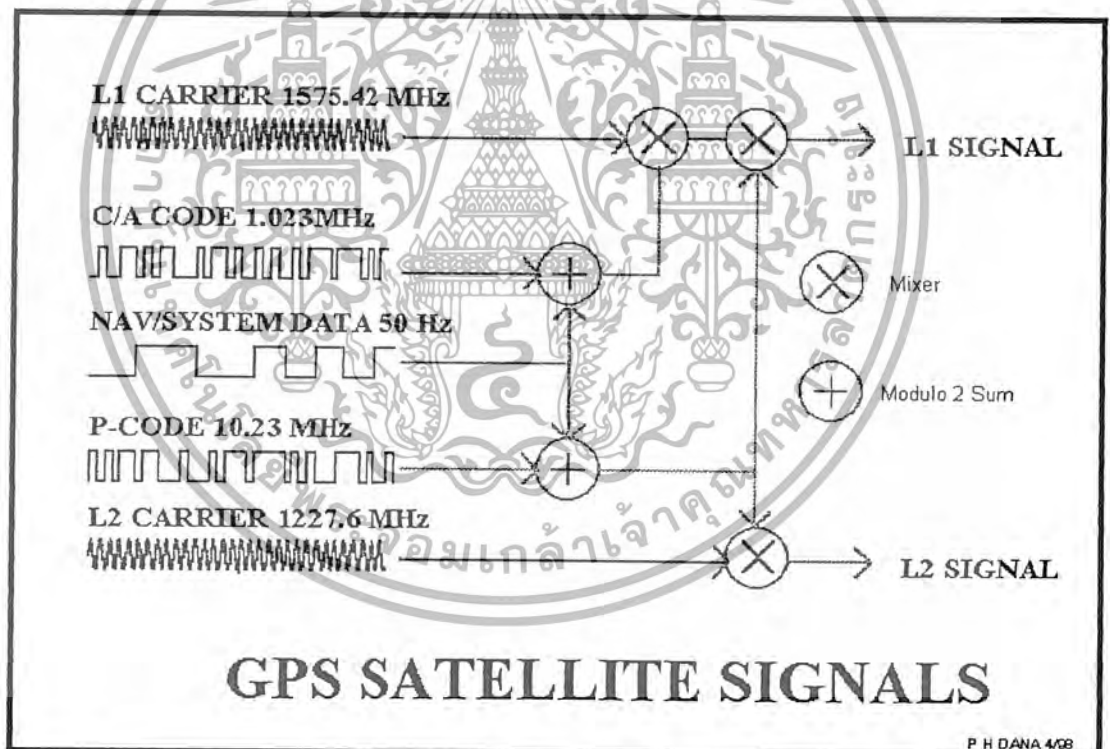 L1 CARRIER 1575.42 MHz
L1 SIGNAL
C/A CODE 1.023MHz
Mixer
NAV/SYSTEM DATA 50 Hz
Modulo 2 Sum
P-CODE 10.23 MHz
L2 CARRIER 1227.6 MHz
L2 SIGNAL
GPS SATELLITE SIGNALS
P H DANA 4/98